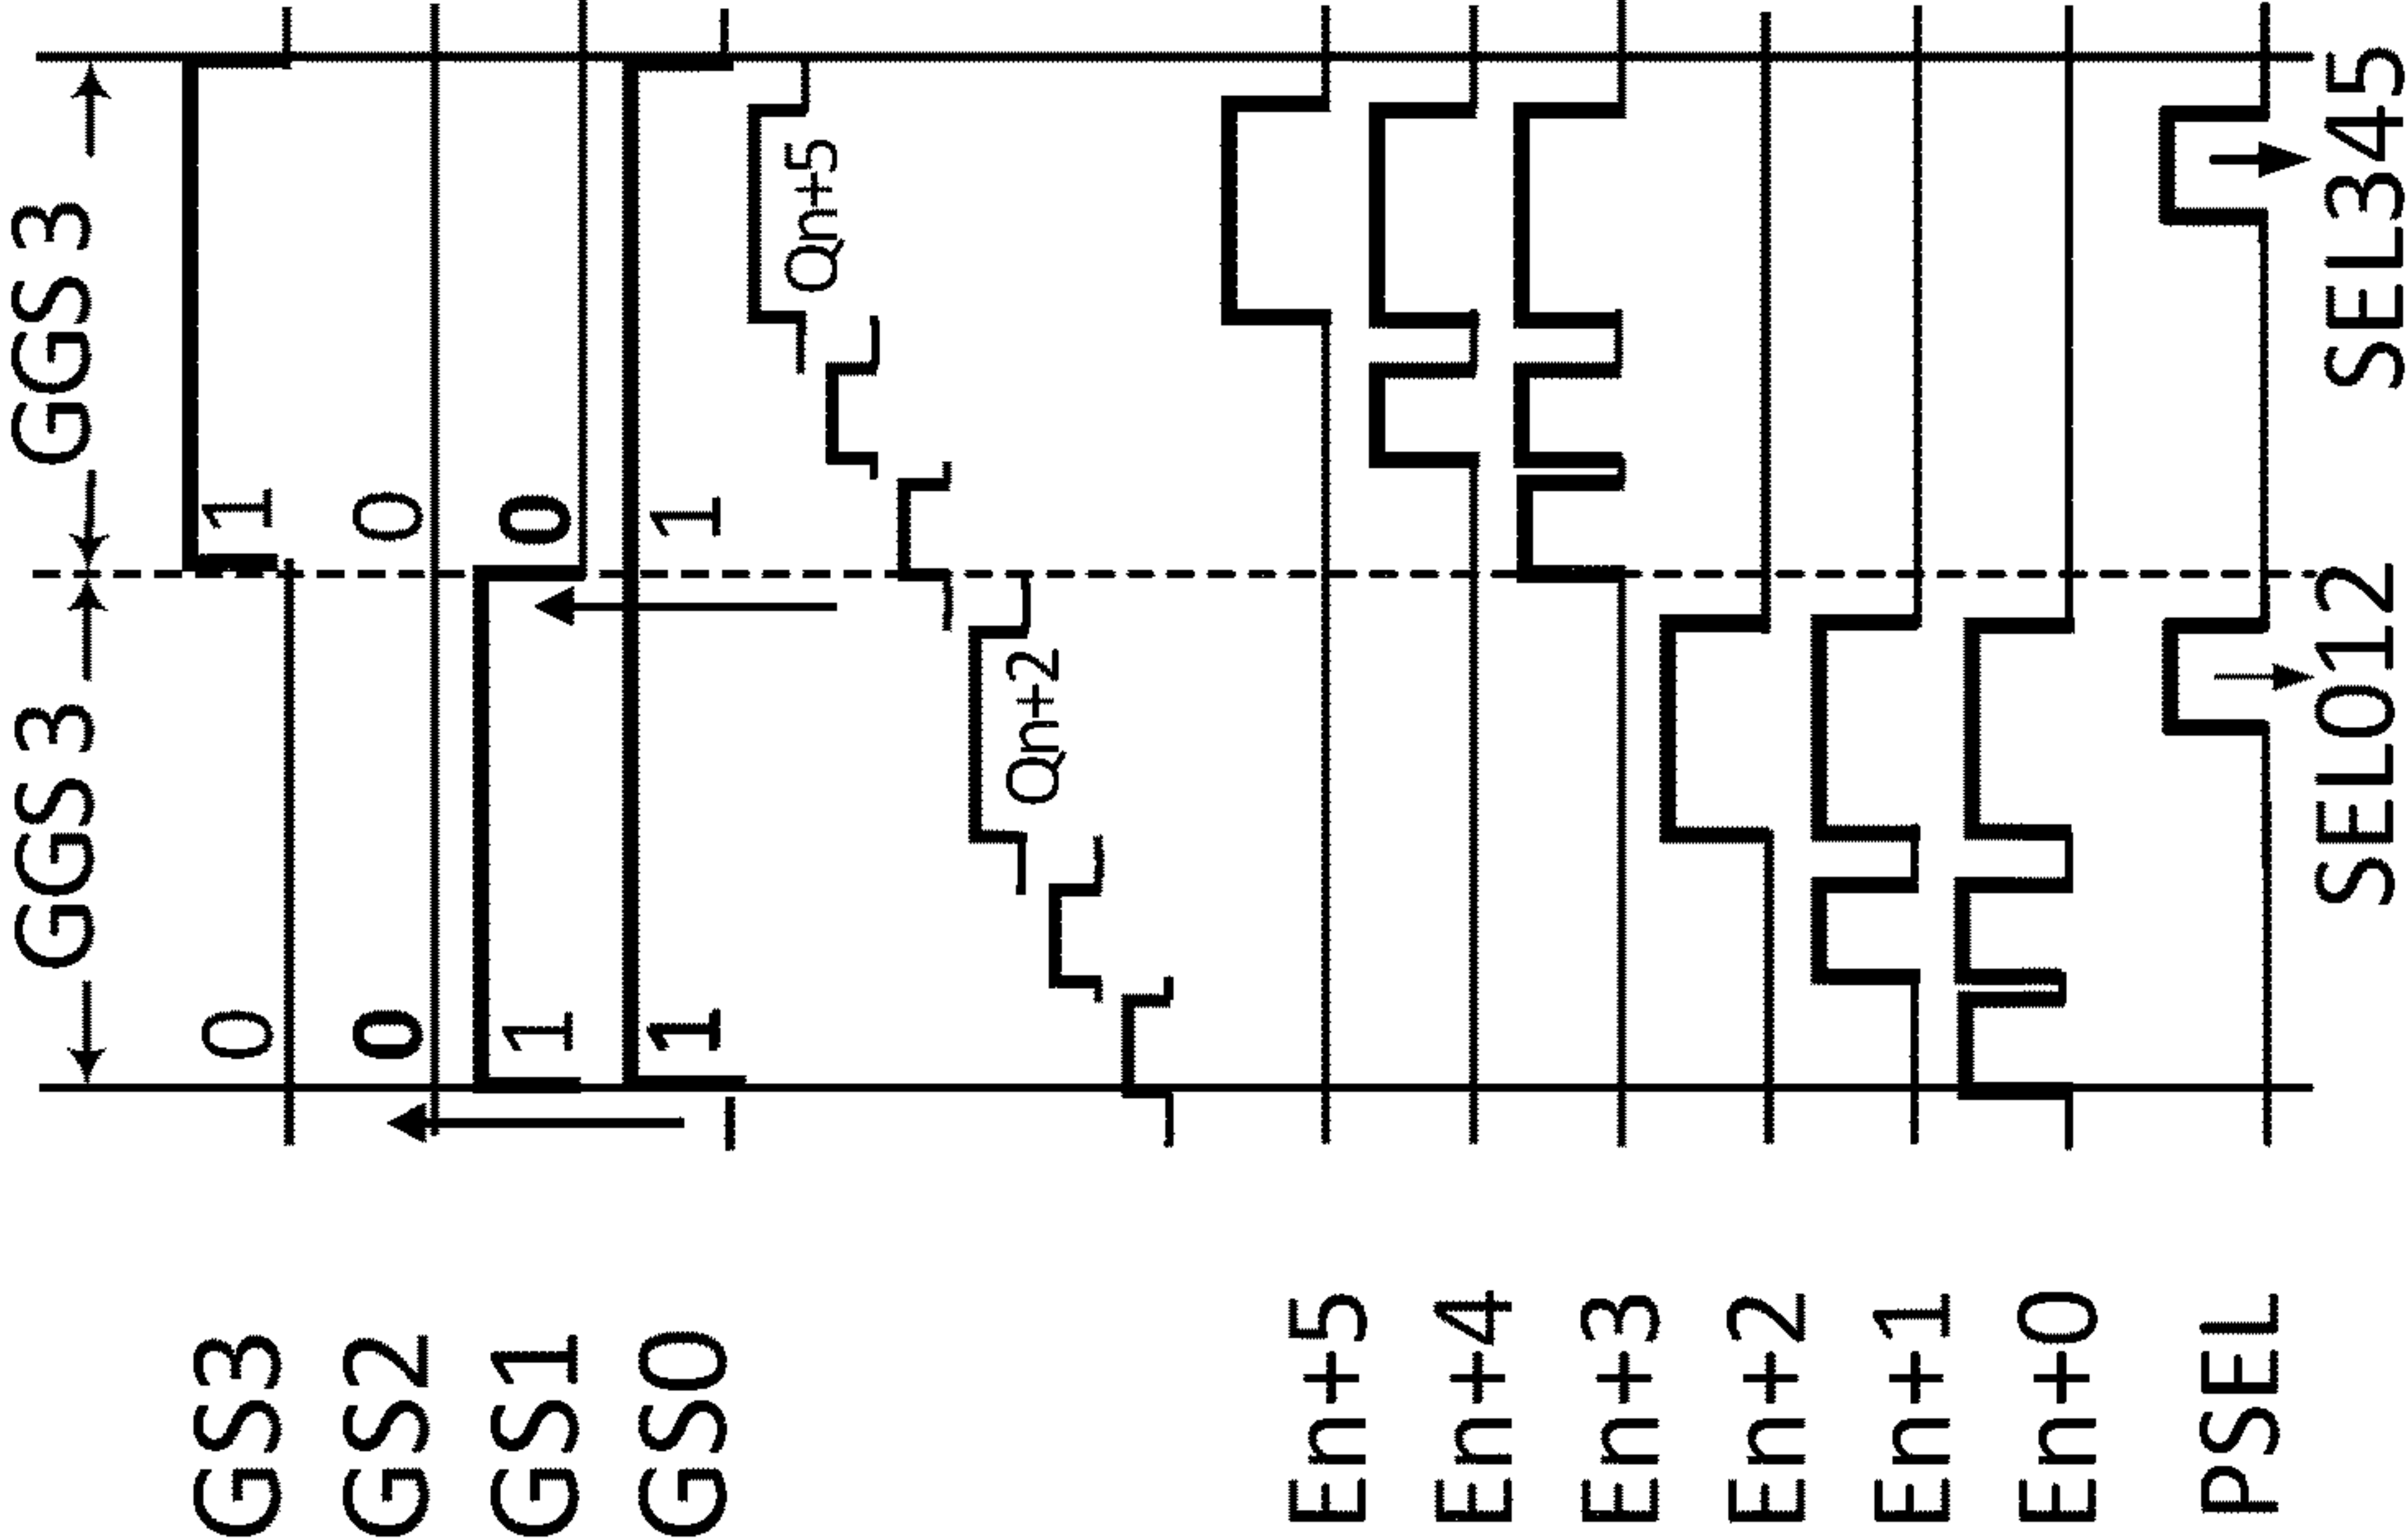 GGS 3 GGS 3
GS3 0 1
GS2 0 0
GS1 1 0
GS0 1 1
Qn+5
Qn+2
En+5
En+4
En+3
En+2
En+1
En+0
PSEL
SEL012 SEL345